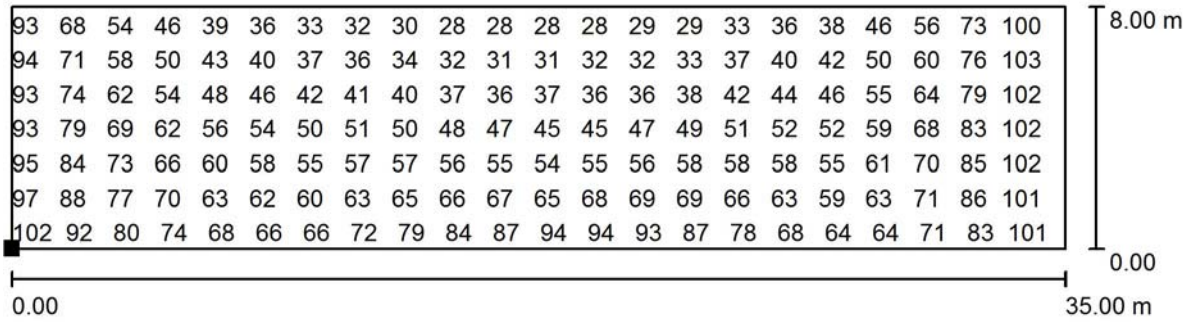 93 68 54 46 39 36 33 32 30 28 28 28 28 29 29 33 36 38 46 56 73 100 8.00 m
94 71 58 50 43 40 37 36 34 32 31 31 32 32 33 37 40 42 50 60 76 103
93 74 62 54 48 46 42 41 40 37 36 37 36 36 38 42 44 46 55 64 79 102
93 79 69 62 56 54 50 51 50 48 47 45 45 47 49 51 52 52 59 68 83 102
95 84 73 66 60 58 55 57 57 56 55 54 55 56 58 58 58 55 61 70 85 102
97 88 77 70 63 62 60 63 65 66 67 65 68 69 69 66 63 59 63 71 86 101
102 92 80 74 68 66 66 72 79 84 87 94 94 93 87 78 68 64 64 71 83 101
0.00
0.00 35.00 m